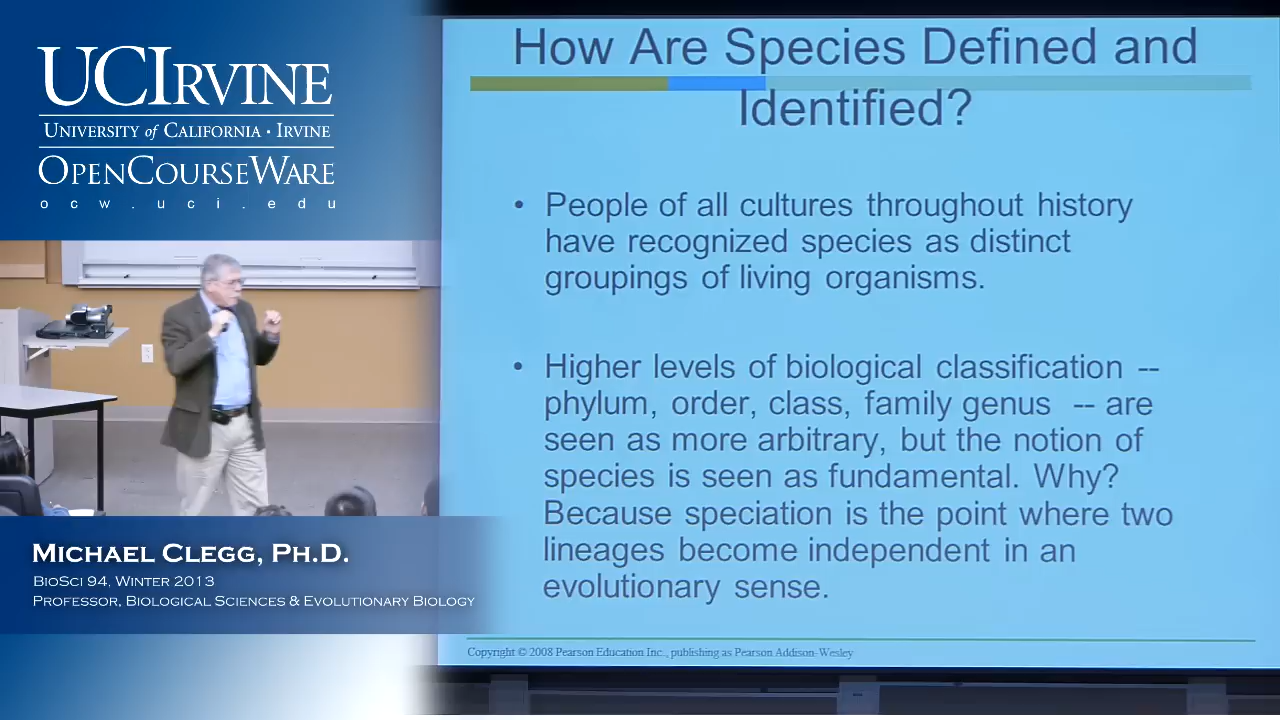 UCIRVINE
UNIVERSITY of CALIFORNIA · IRVINE
OPENCOURSEWARE
ocw.uci.edu
How Are Species Defined and
Identified?
• People of all cultures throughout history
have recognized species as distinct
groupings of living organisms.
• Higher levels of biological classification --
phylum, order, class, family genus -- are
seen as more arbitrary, but the notion of
species is seen as fundamental. Why?
Because speciation is the point where two
lineages become independent in an
evolutionary sense.
Copyright © 2008 Pearson Education Inc., publishing as Pearson Addison-Wesley
MICHAEL CLEGG, PH.D.
BIOSCI 94, WINTER 2013
PROFESSOR, BIOLOGICAL SCIENCES & EVOLUTIONARY BIOLOGY